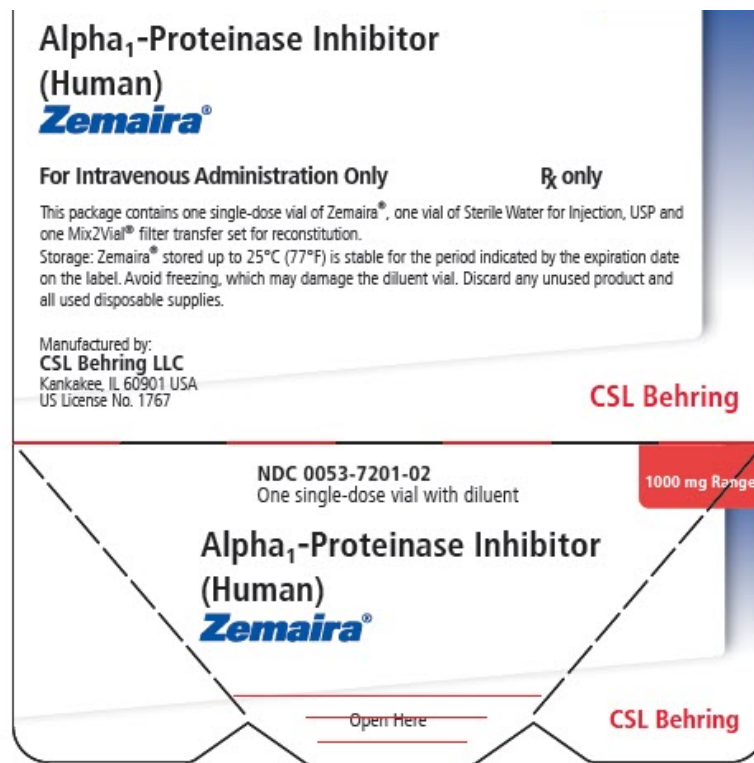 Alpha₁-Proteinase Inhibitor
(Human)
Zemaira®
For Intravenous Administration Only
℞ only
This package contains one single-dose vial of Zemaira®, one vial of Sterile Water for Injection, USP and
one Mix2Vial® filter transfer set for reconstitution.
Storage: Zemaira® stored up to 25°C (77°F) is stable for the period indicated by the expiration date
on the label. Avoid freezing, which may damage the diluent vial. Discard any unused product and
all used disposable supplies.
Manufactured by:
CSL Behring LLC
Kankakee, IL 60901 USA
US License No. 1767
CSL Behring
NDC 0053-7201-02
One single-dose vial with diluent
1000 mg Range
Alpha₁-Proteinase Inhibitor
(Human)
Zemaira®
Open Here
CSL Behring